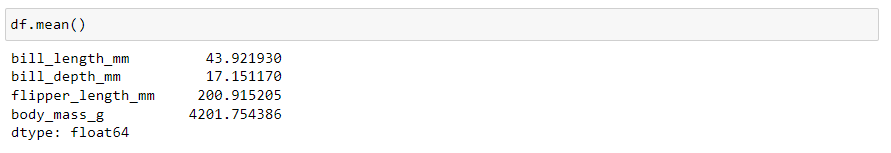 df.mean()
bill_length_mm 43.921930
bill_depth_mm 17.151170
flipper_length_mm 200.915205
body_mass_g 4201.754386
dtype: float64